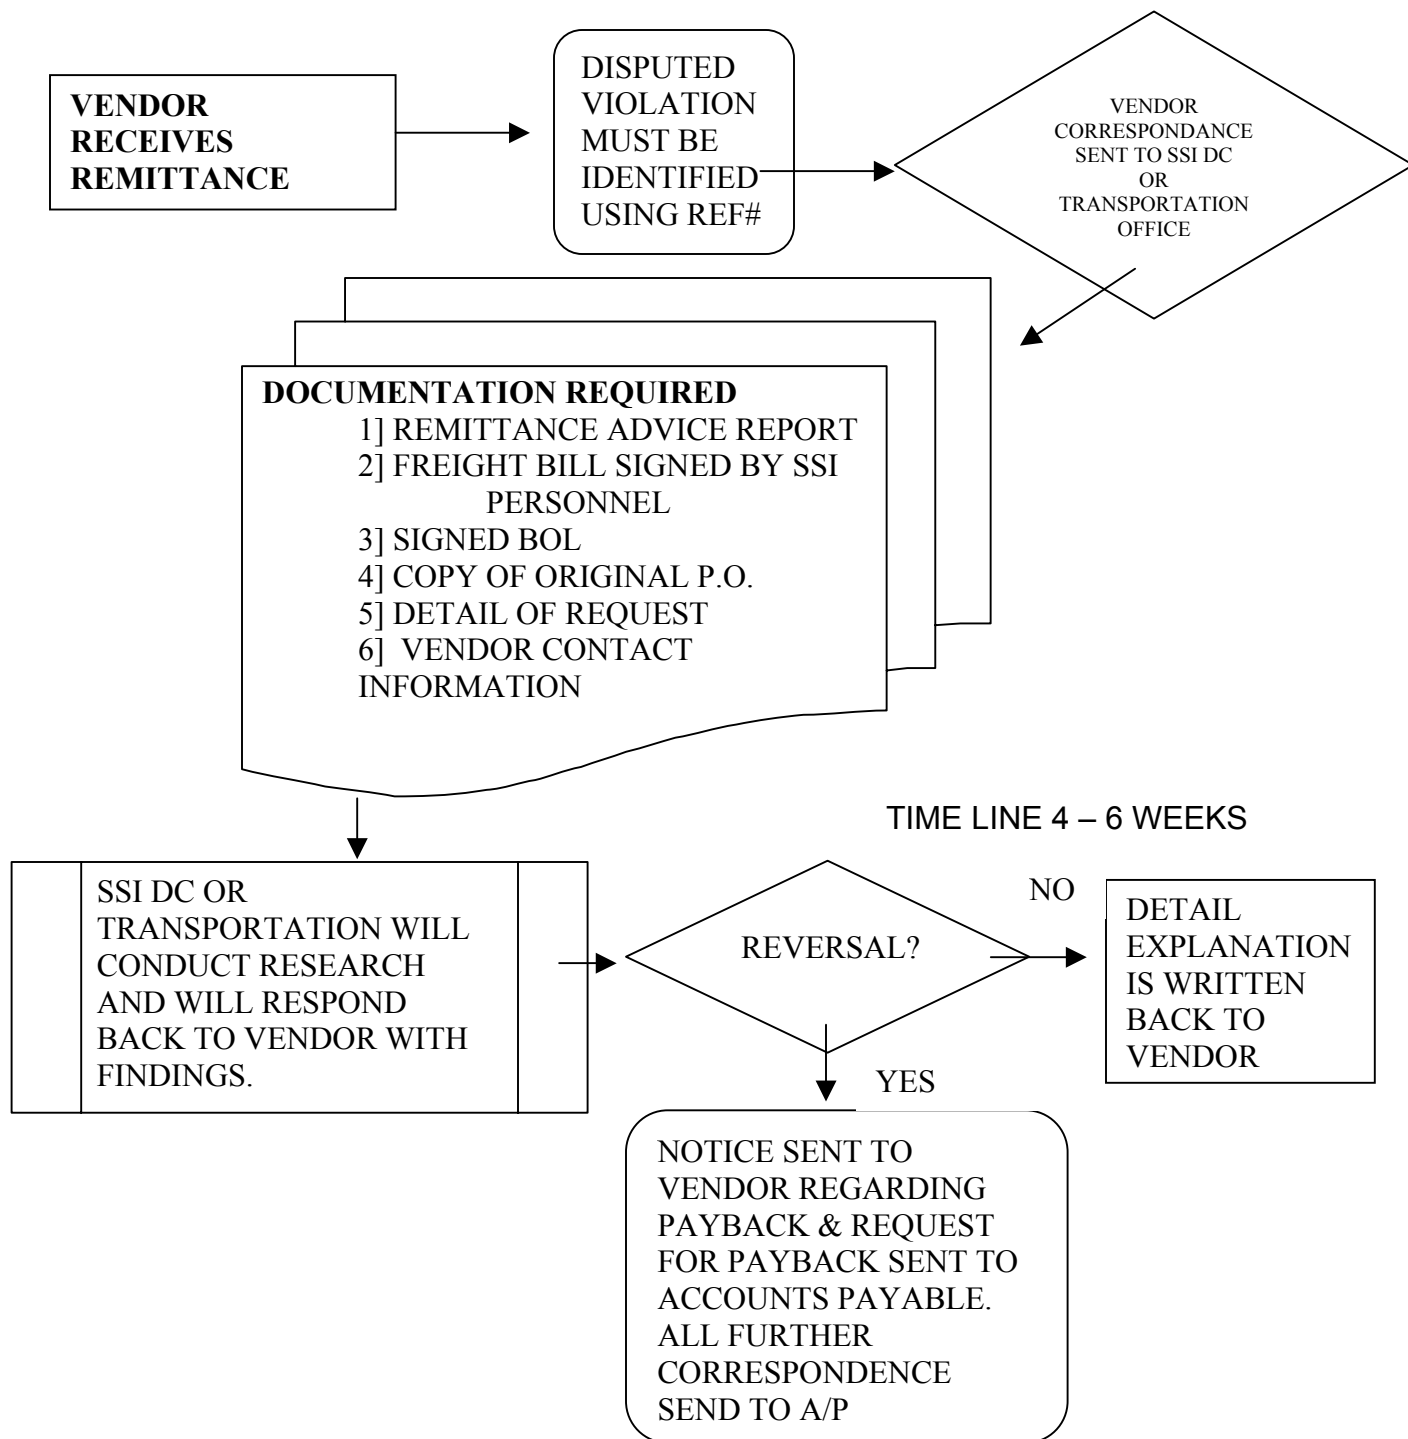 VENDOR
RECEIVES
REMITTANCE
DISPUTED
VIOLATION
MUST BE
IDENTIFIED
USING REF#
VENDOR
CORRESPONDANCE
SENT TO SSI DC
OR
TRANSPORTATION
OFFICE
DOCUMENTATION REQUIRED
1] REMITTANCE ADVICE REPORT
2] FREIGHT BILL SIGNED BY SSI
PERSONNEL
3] SIGNED BOL
4] COPY OF ORIGINAL P.O.
5] DETAIL OF REQUEST
6] VENDOR CONTACT
INFORMATION
TIME LINE 4 – 6 WEEKS
SSI DC OR
TRANSPORTATION WILL
CONDUCT RESEARCH
AND WILL RESPOND
BACK TO VENDOR WITH
FINDINGS.
REVERSAL?
NO
DETAIL
EXPLANATION
IS WRITTEN
BACK TO
VENDOR
YES
NOTICE SENT TO
VENDOR REGARDING
PAYBACK & REQUEST
FOR PAYBACK SENT TO
ACCOUNTS PAYABLE.
ALL FURTHER
CORRESPONDENCE
SEND TO A/P